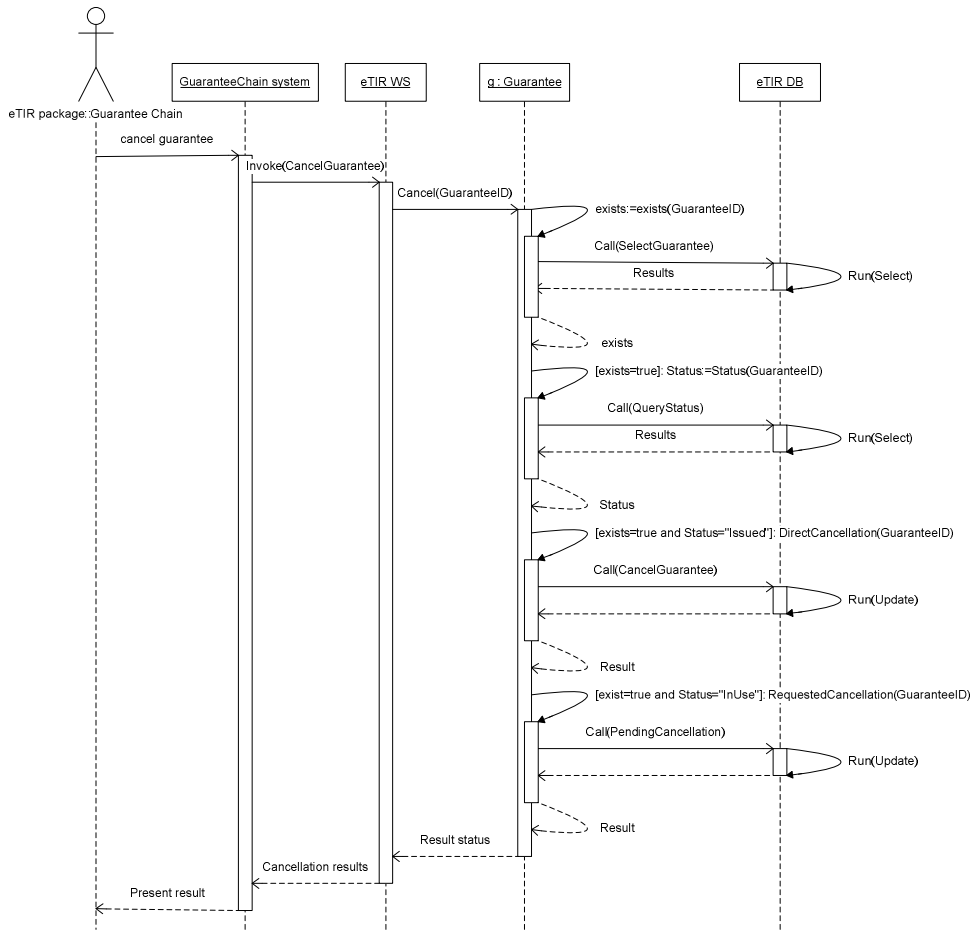 GuaranteeChain system
eTIR WS
g : Guarantee
eTIR DB
eTIR package::Guarantee Chain
cancel guarantee
Invoke(CancelGuarantee)
Cancel(GuaranteeID)
exists:=exists(GuaranteeID)
Call(SelectGuarantee)
Results
Run(Select)
exists
[exists=true]: Status:=Status(GuaranteeID)
Call(QueryStatus)
Results
Run(Select)
Status
[exists=true and Status="Issued"]: DirectCancellation(GuaranteeID)
Call(CancelGuarantee)
Run(Update)
Result
[exist=true and Status="InUse"]: RequestedCancellation(GuaranteeID)
Call(PendingCancellation)
Run(Update)
Result
Result status
Cancellation results
Present result